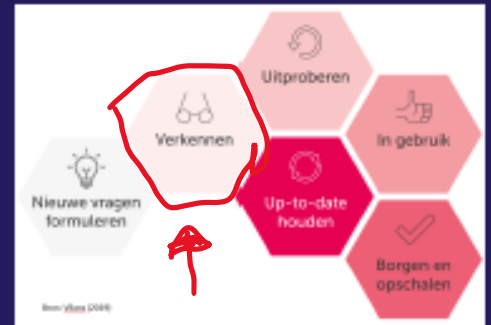 Uitproberen
Verkennen
In gebruik
Nieuwe vragen
formuleren
Up-to-date
houden
Borgen en
opschalen